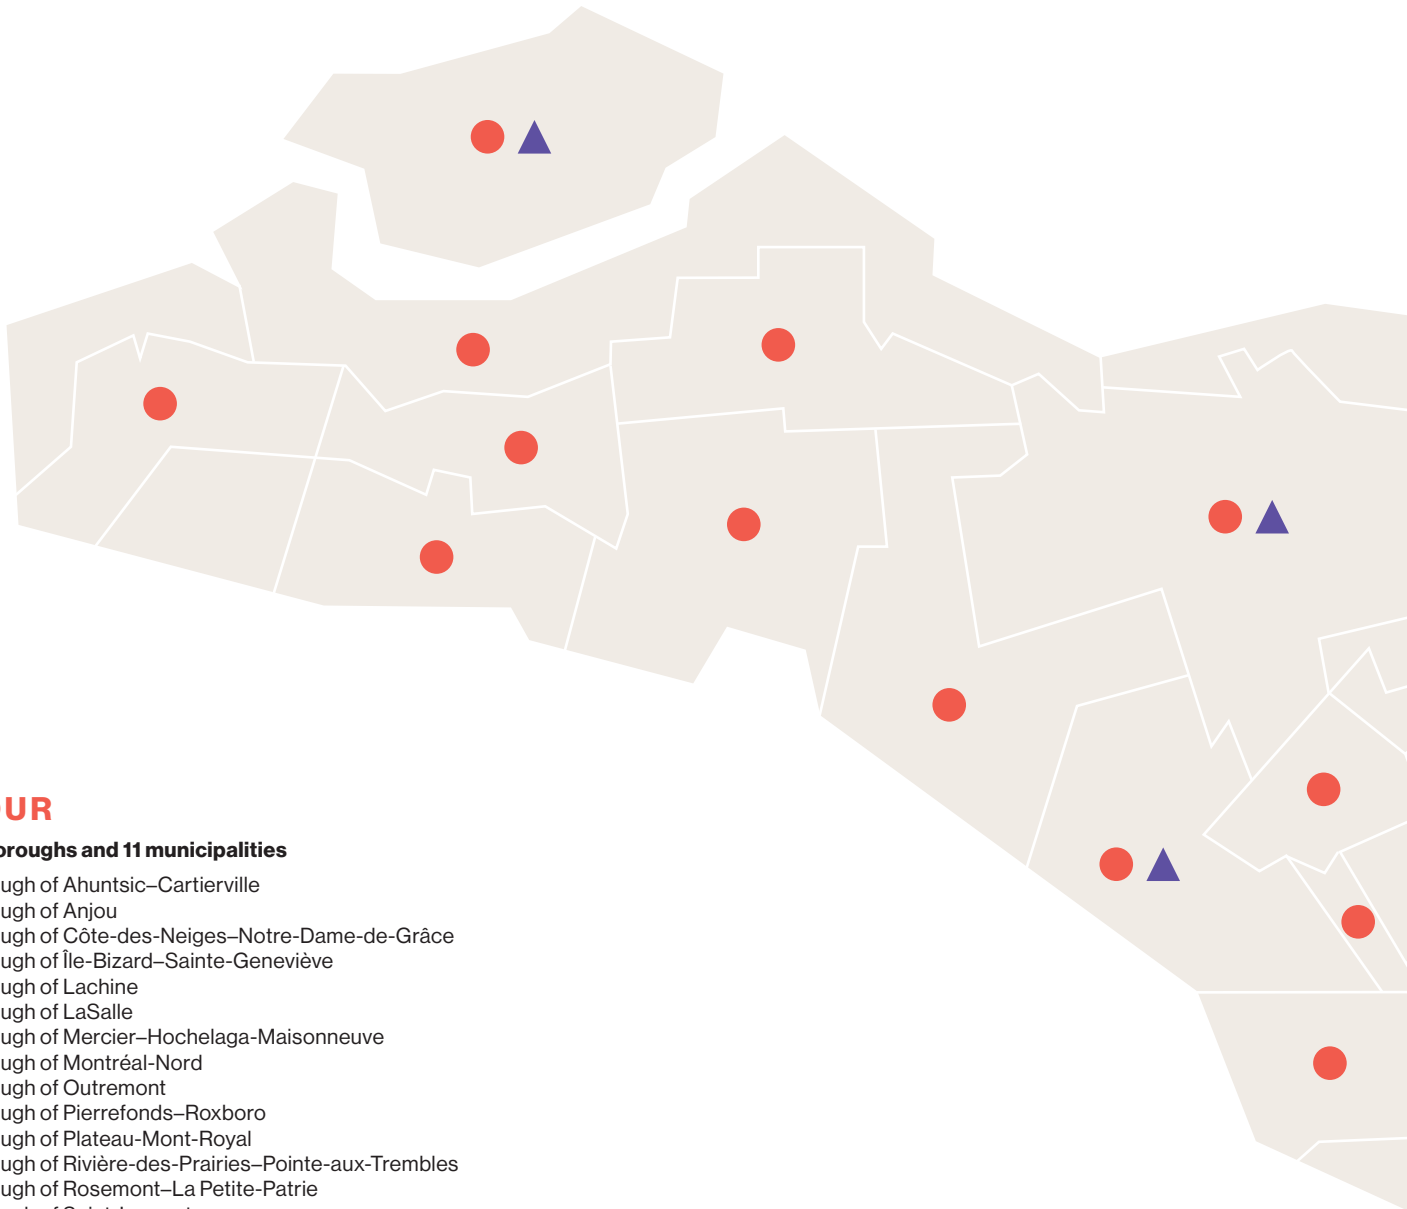 OUR
oroughs and 11 municipalities
ugh of Ahuntsic–Cartierville
ugh of Anjou
ugh of Côte-des-Neiges–Notre-Dame-de-Grâce
ugh of Île-Bizard–Sainte-Geneviève
ugh of Lachine
ugh of LaSalle
ugh of Mercier–Hochelaga-Maisonneuve
ugh of Montréal-Nord
ugh of Outremont
ugh of Pierrefonds–Roxboro
ugh of Plateau-Mont-Royal
ugh of Rivière-des-Prairies–Pointe-aux-Trembles
ugh of Rosemont–La Petite-Patrie